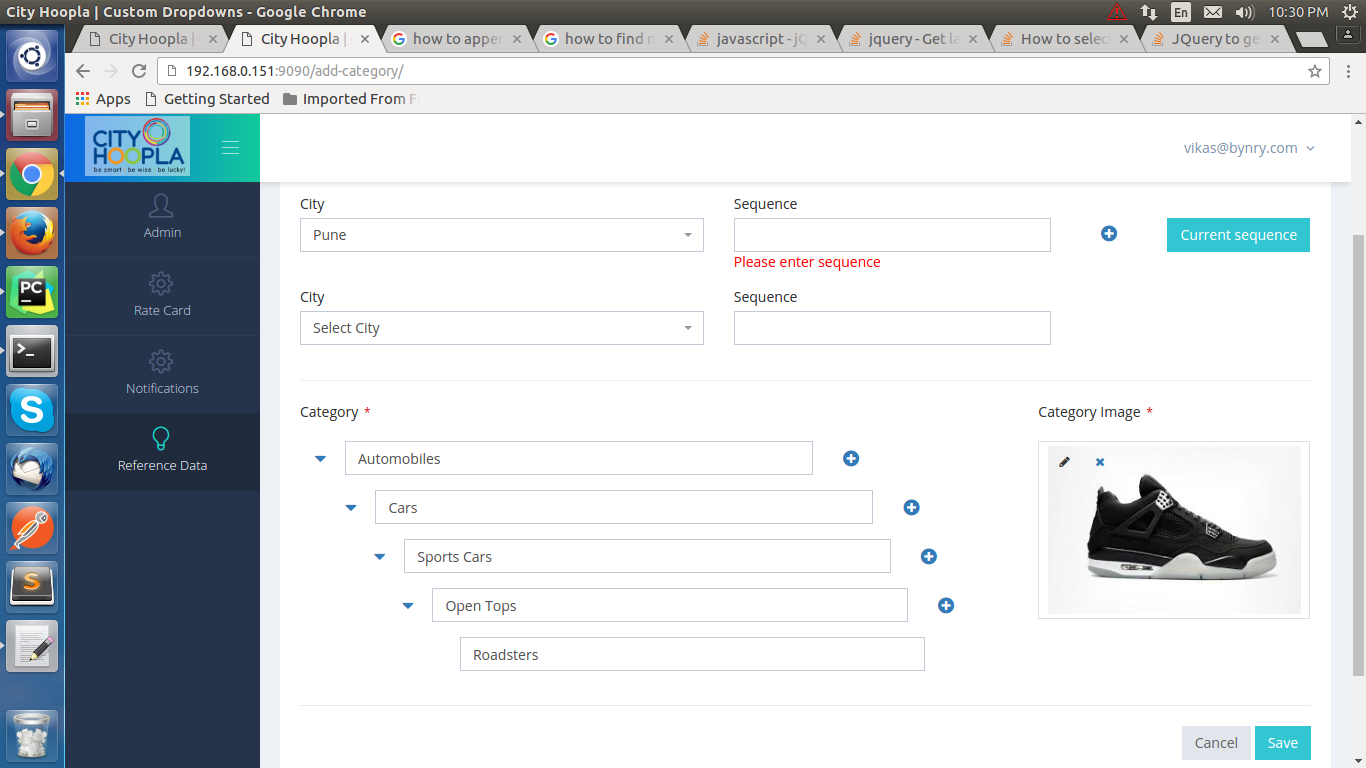 City Hoopla | Custom Dropdowns - Google Chrome
En
10:30 PM
City Hoopla |
City Hoopla |
how to apper
how to find n
javascript - jQ
jquery - Get la
How to selec
JQuery to ge
192.168.0.151:9090/add-category/
Apps
Getting Started
Imported From F
CITY
HOOPLA
be smart be wise be lucky!
vikas@bynry.com
Admin
Rate Card
Notifications
Reference Data
City
Sequence
Pune
Current sequence
Please enter sequence
City
Sequence
Select City
Category *
Category Image *
Automobiles
Cars
Sports Cars
Open Tops
Roadsters
Cancel
Save
PC
S